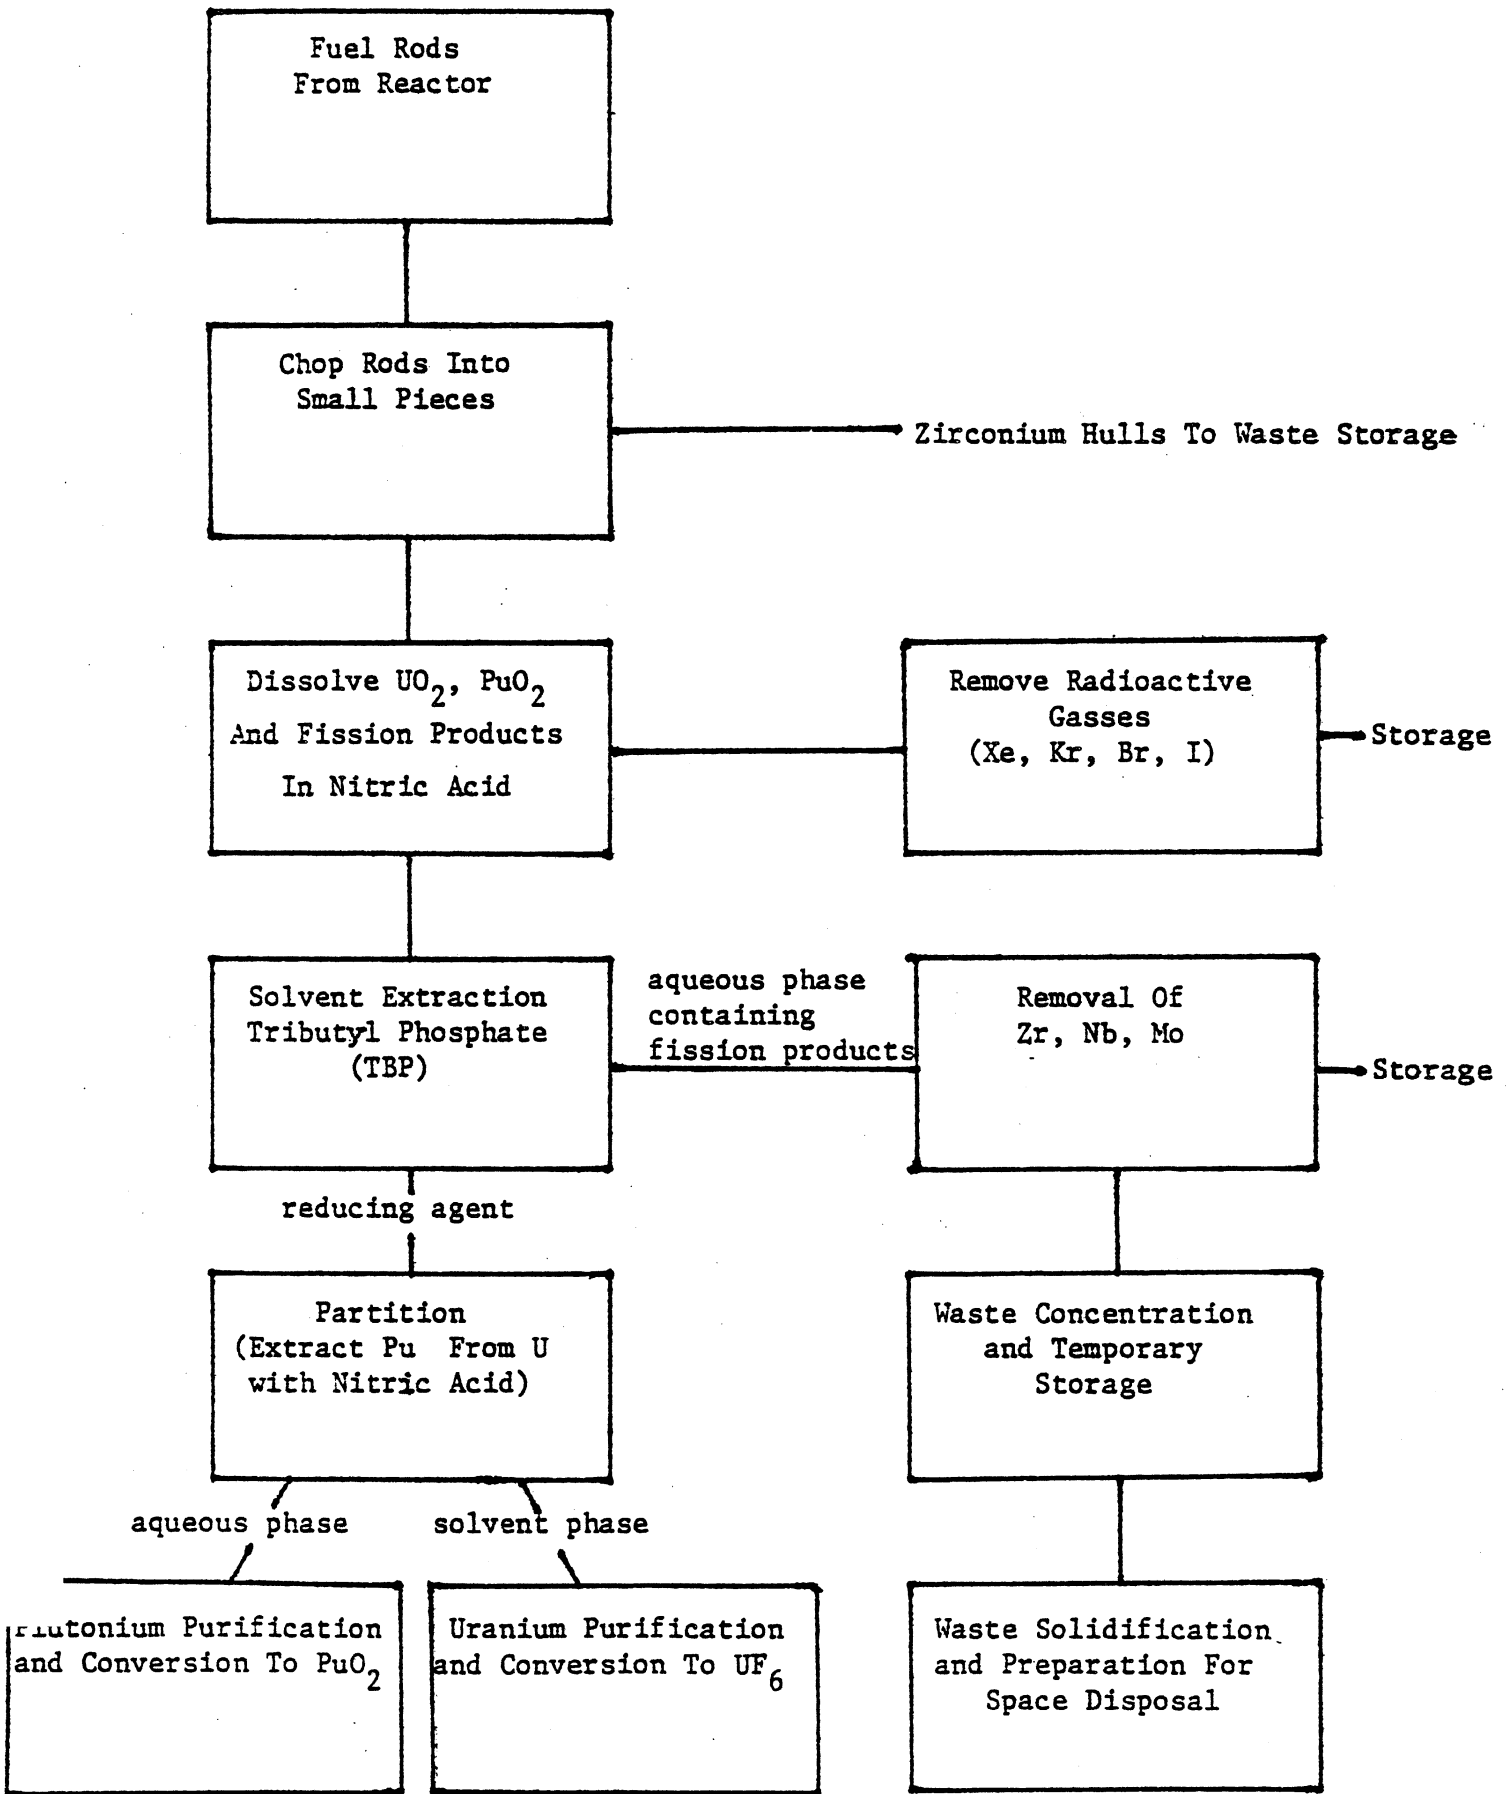 Fuel Rods
From Reactor
Chop Rods Into
Small Pieces
Zirconium Hulls To Waste Storage
Dissolve UO2, PuO2
And Fission Products
In Nitric Acid
Remove Radioactive
Gasses
(Xe, Kr, Br, I)
Storage
Solvent Extraction
Tributyl Phosphate
(TBP)
aqueous phase
containing
fission products
Removal Of
Zr, Nb, Mo
Storage
reducing agent
Partition
(Extract Pu From U
with Nitric Acid)
Waste Concentration
and Temporary
Storage
aqueous phase
solvent phase
Plutonium Purification
and Conversion To PuO2
Uranium Purification
and Conversion To UF6
Waste Solidification
and Preparation For
Space Disposal